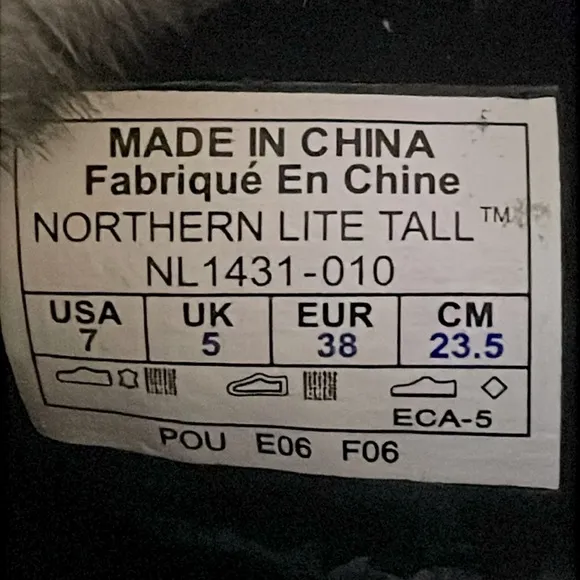 MADE IN CHINA
Fabriqué En Chine
NORTHERN LITE TALL™
NL1431-010
USA UK EUR CM
7 5 38 23.5
ECA-5
POU E06 F06